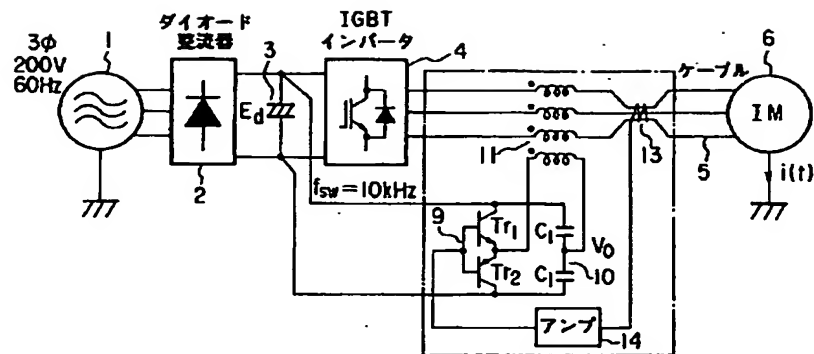 3φ
200V
60Hz
1
ダイオード
整流器
2
3
Ed
IGBT
インバータ
4
fsw=10kHz
11
ケーブル
13
5
6
IM
i(t)
9
Tr1
Tr2
C1
C1
V0
10
アンプ
14